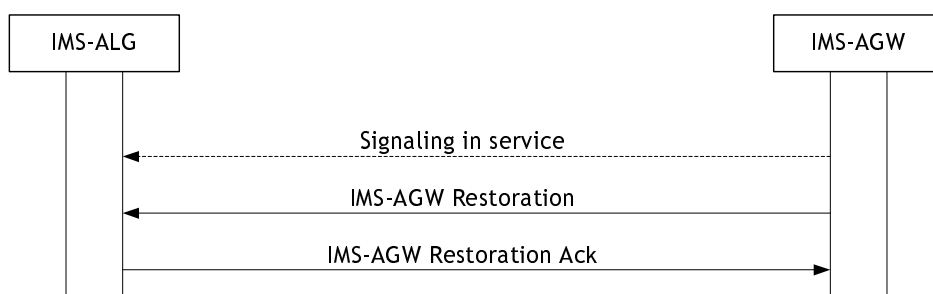 IMS-ALG
IMS-AGW
Signaling in service
IMS-AGW Restoration
IMS-AGW Restoration Ack